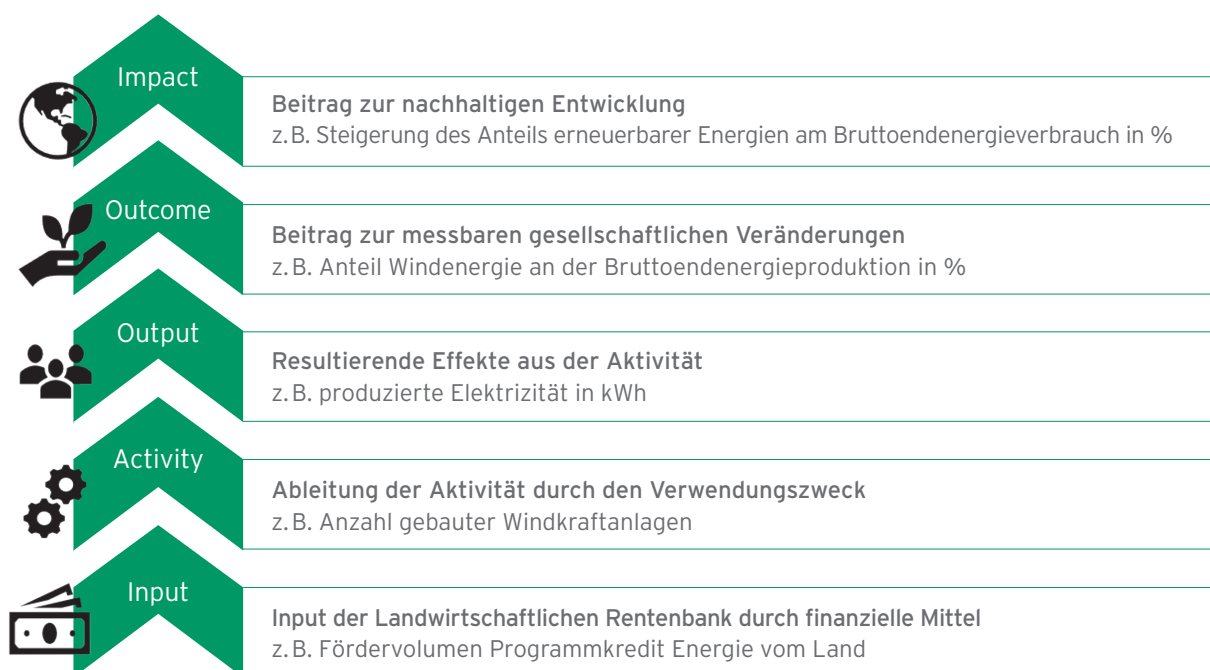 Impact
Beitrag zur nachhaltigen Entwicklung
z.B. Steigerung des Anteils erneuerbarer Energien am Bruttoendenergieverbrauch in %
Outcome
Beitrag zur messbaren gesellschaftlichen Veränderungen
z.B. Anteil Windenergie an der Bruttoendenergieproduktion in %
Output
Resultierende Effekte aus der Aktivität
z.B. produzierte Elektrizität in kWh
Activity
Ableitung der Aktivität durch den Verwendungszweck
z.B. Anzahl gebauter Windkraftanlagen
Input
Input der Landwirtschaftlichen Rentenbank durch finanzielle Mittel
z.B. Fördervolumen Programmkredit Energie vom Land